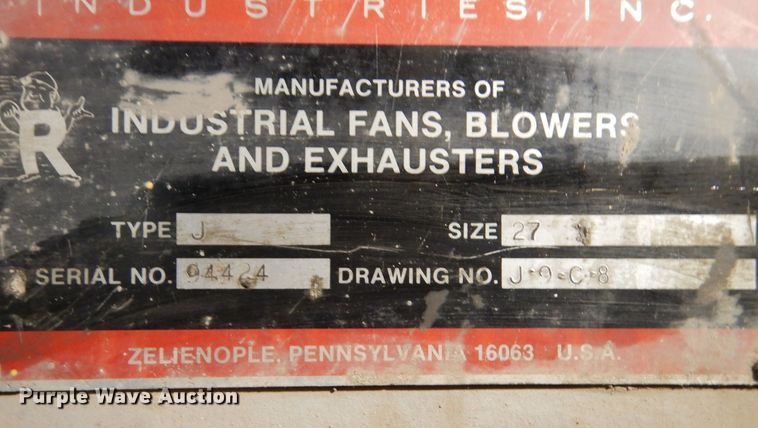 INDUSTRIES, INC.
MANUFACTURERS OF
R
INDUSTRIAL FANS, BLOWERS
AND EXHAUSTERS
TYPE J SIZE 27
SERIAL NO. 94424 DRAWING NO. J-9-C-8
ZELIENOPLE, PENNSYLVANIA 16063 U.S.A.
Purple Wave Auction